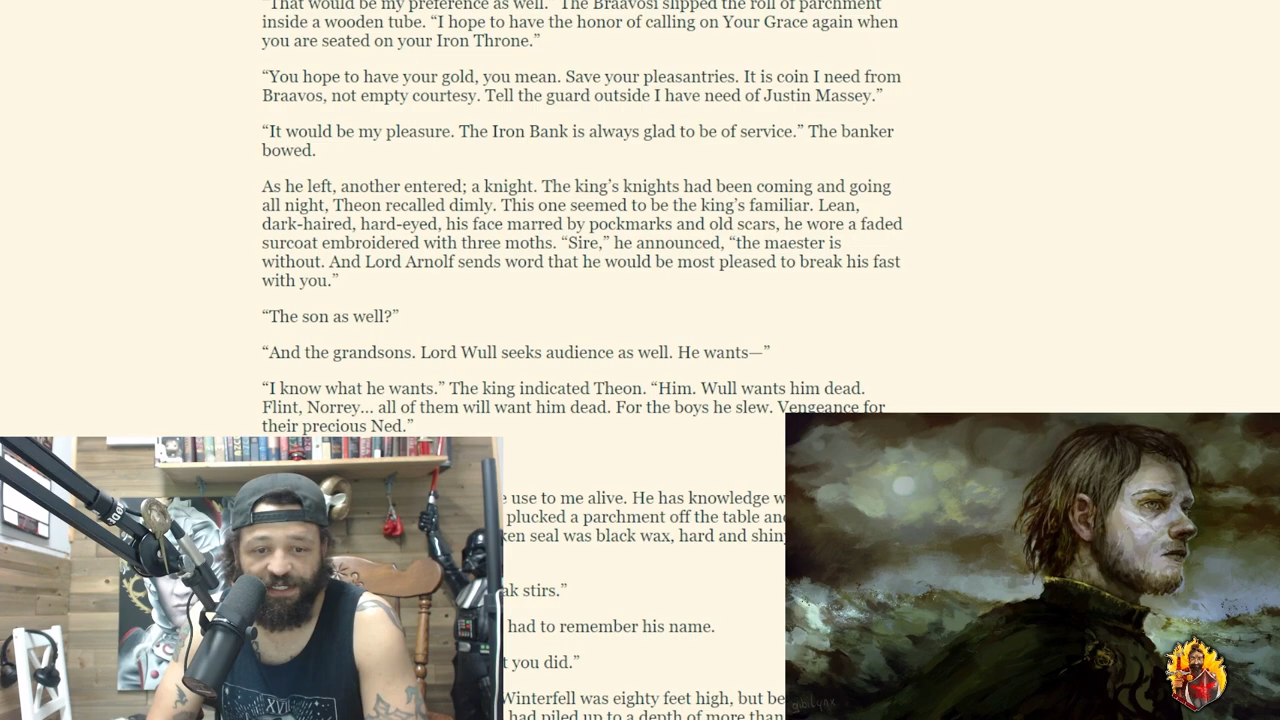 “That would be my preference as well.” The Braavosi slipped the roll of parchment
inside a wooden tube. “I hope to have the honor of calling on Your Grace again when
you are seated on your Iron Throne.”
“You hope to have your gold, you mean. Save your pleasantries. It is coin I need from
Braavos, not empty courtesy. Tell the guard outside I have need of Justin Massey.”
“It would be my pleasure. The Iron Bank is always glad to be of service.” The banker
bowed.
As he left, another entered; a knight. The king’s knights had been coming and going
all night, Theon recalled dimly. This one seemed to be the king’s familiar. Lean,
dark-haired, hard-eyed, his face marred by pockmarks and old scars, he wore a faded
surcoat embroidered with three moths. “Sire,” he announced, “the maester is
without. And Lord Arnolf sends word that he would be most pleased to break his fast
with you.”
“The son as well?”
“And the grandsons. Lord Wull seeks audience as well. He wants—”
“I know what he wants.” The king indicated Theon. “Him. Wull wants him dead.
Flint, Norrey… all of them will want him dead. For the boys he slew. Vengeance for
their precious Ned.”
use to me alive. He has knowledge
plucked a parchment off the table
seal was black wax, hard and
stirs.”
had to remember his name.
you did.”
Winterfell was eighty feet high, but
had piled up to a depth of more than
XVII